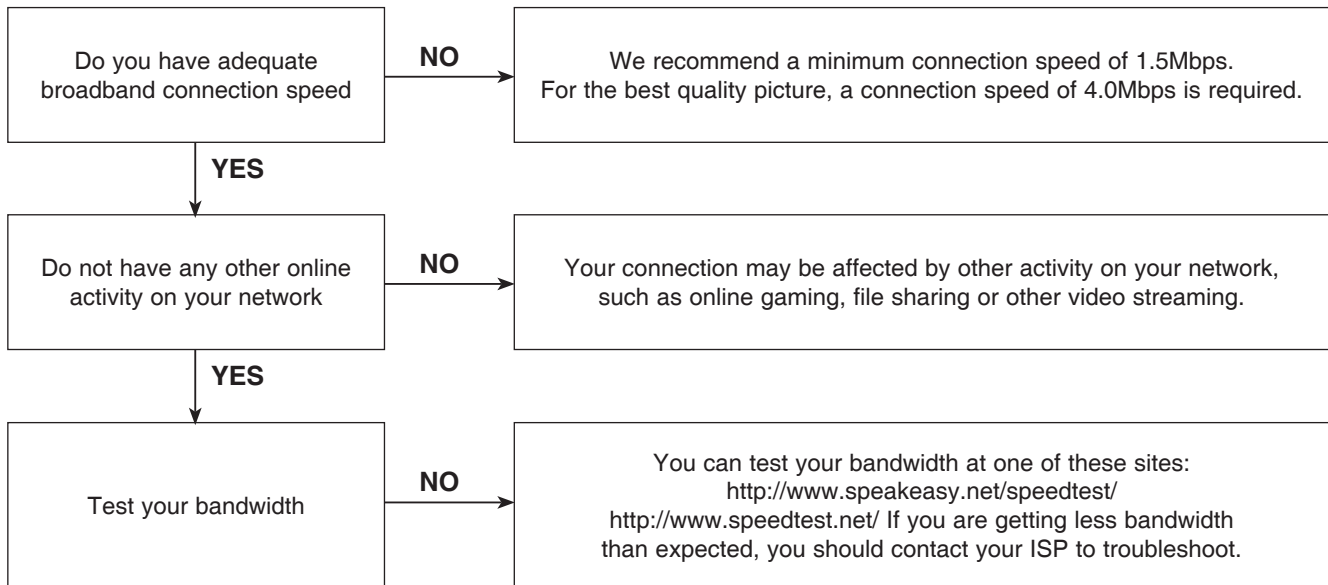 Do you have adequate
broadband connection speed
NO
We recommend a minimum connection speed of 1.5Mbps.
For the best quality picture, a connection speed of 4.0Mbps is required.
YES
Do not have any other online
activity on your network
NO
Your connection may be affected by other activity on your network,
such as online gaming, file sharing or other video streaming.
YES
Test your bandwidth
NO
You can test your bandwidth at one of these sites:
http://www.speakeasy.net/speedtest/
http://www.speedtest.net/ If you are getting less bandwidth
than expected, you should contact your ISP to troubleshoot.